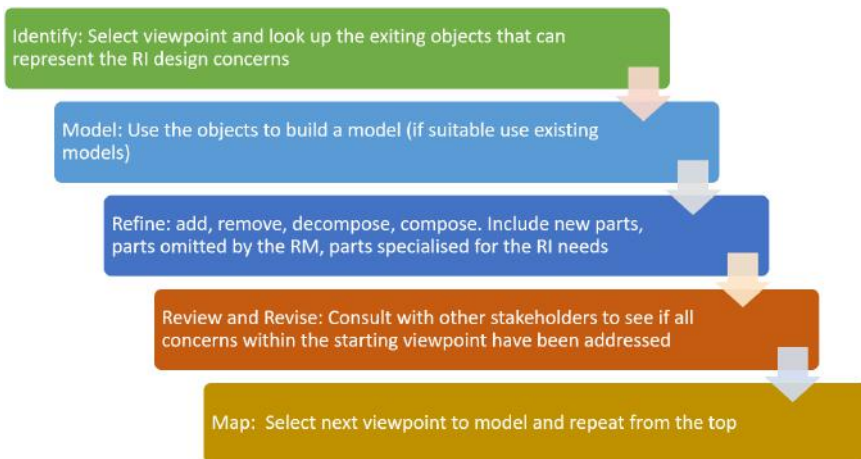 Identify: Select viewpoint and look up the exiting objects that can
represent the RI design concerns
Model: Use the objects to build a model (if suitable use existing
models)
Refine: add, remove, decompose, compose. Include new parts,
parts omitted by the RM, parts specialised for the RI needs
Review and Revise: Consult with other stakeholders to see if all
concerns within the starting viewpoint have been addressed
Map:  Select next viewpoint to model and repeat from the top